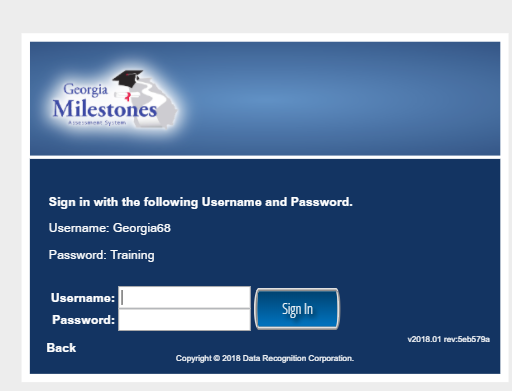 Georgia
Milestones
Assessment System
Sign in with the following Username and Password.
Username: Georgia68
Password: Training
Username:
Sign In
Password:
v2018.01 rev:5eb579a
Back
Copyright © 2018 Data Recognition Corporation.